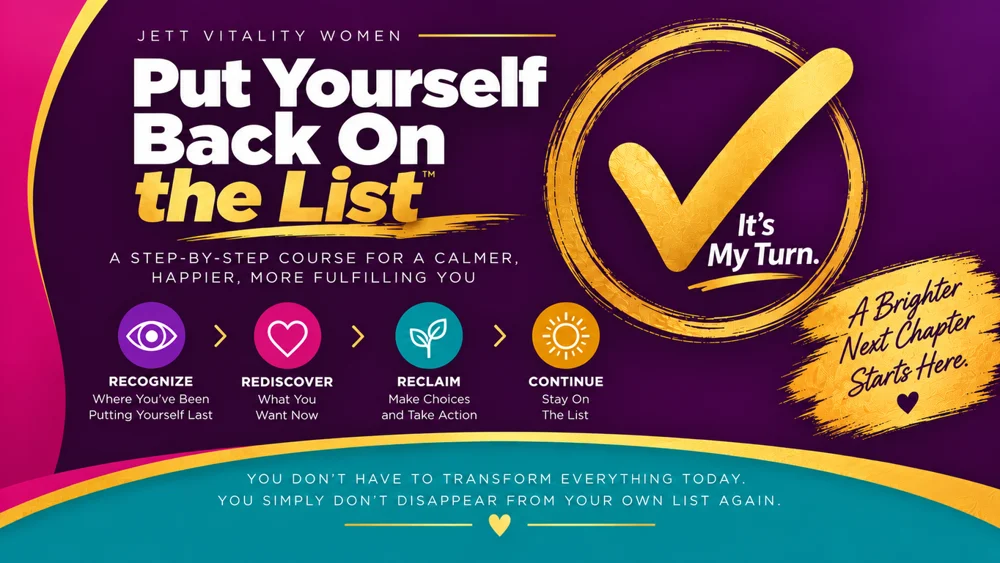 JETT VITALITY WOMEN
Put Yourself
Back On
the List™
A STEP-BY-STEP COURSE FOR A CALMER,
HAPPIER, MORE FULFILLING YOU
RECOGNIZE
Where You've Been
Putting Yourself Last
REDISCOVER
What You
Want Now
RECLAIM
Make Choices
and Take Action
CONTINUE
Stay On
The List
It's
My Turn.
A Brighter
Next Chapter
Starts Here.
YOU DON'T HAVE TO TRANSFORM EVERYTHING TODAY.
YOU SIMPLY DON'T DISAPPEAR FROM YOUR OWN LIST AGAIN.